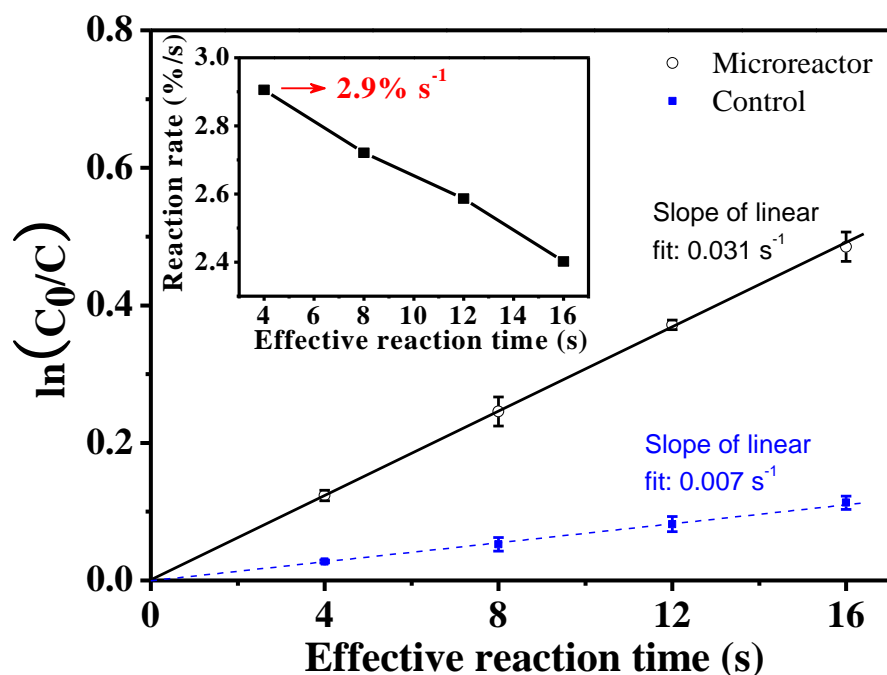 0.8
0.6
0.4
0.2
0.0
ln(C0/C)
0 4 8 12 16
Effective reaction time (s)
Microreactor
Control
Slope of linear
fit: 0.031 s-1
Slope of linear
fit: 0.007 s-1
3.0
2.8
2.6
2.4
Reaction rate (%/s)
2.9% s-1
4 6 8 10 12 14 16
Effective reaction time (s)